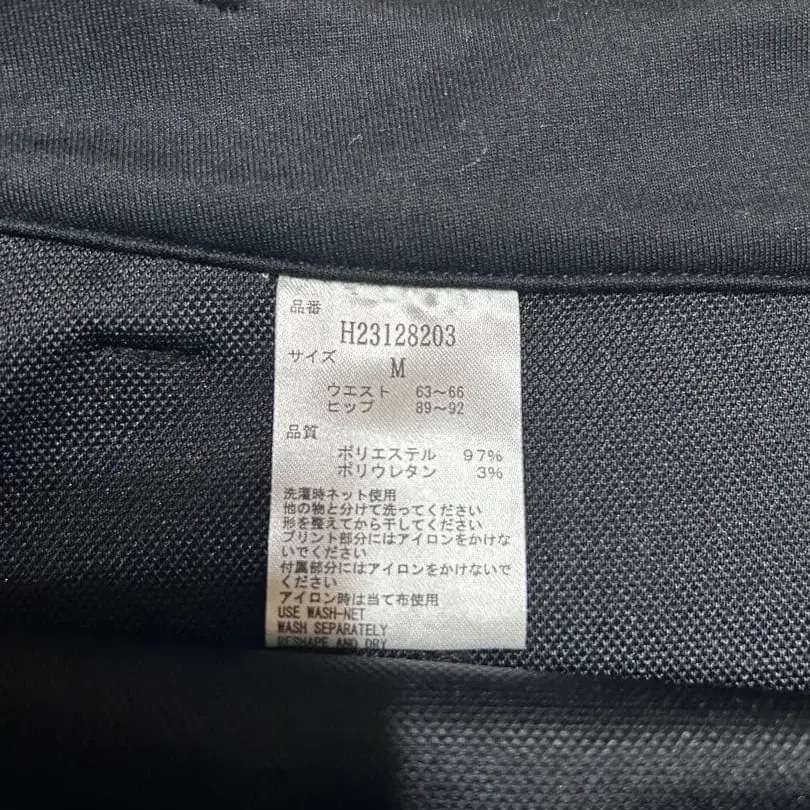 品番
H23128203
サイズ
M
ウエスト 63～66
ヒップ 89～92
品質
ポリエステル 97%
ポリウレタン 3%
洗濯時ネット使用
他の物と分けて洗ってください
形を整えてから干してください
プリント部分にはアイロンをかけな
いでください
付属部分にはアイロンをかけないで
ください
アイロン時は当て布使用
USE WASH-NET
WASH SEPARATELY
RESHAPE AND DRY